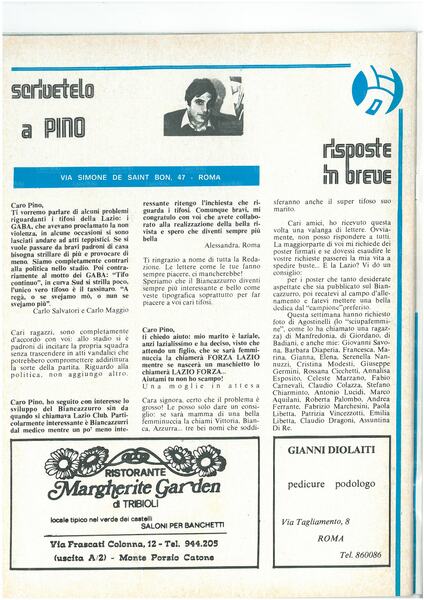 scrivetelo
a PINO
VIA SIMONE DE SAINT BON, 47 - ROMA
Caro Pino,
Ti vorremo parlare di alcuni problemi
riguardanti i tifosi della Lazio: i
GABA, che avevano proclamato la non
violenza, in alcune occasioni si sono
lasciati andare ad atti teppistici. Se si
vuole passare da bravi padroni di casa
bisogna strillare di più e provocare di
meno. Siamo completamente contrari
alla politica nello stadio. Poi contra-
riamente al motto dei GABA: "Tifo
continuo", in curva Sud si strilla poco,
l'unico tifo è il tassinaro. "A
regà, o se svejamo mò, o nun se
svejamo più".
Carlo Salvatori e Carlo Maggio
Cari ragazzi, sono completamente
d'accordo con voi: allo stadio si è
padroni di incitare la propria squadra
senza trascendere in atti vandalici che
potrebbero compromettere addirittura
la sorte della partita. Riguardo alla
politica, non aggiungo altro.
Caro Pino, ho seguito con interesse lo
sviluppo del Biancazzurro sin da
quando si chiamava Lazio Club. Parti-
colarmente interessante è Biancazzurri
dal medico mentre un po' meno inte-
ressante ritengo l'inchiesta che ri-
guarda i tifosi. Comunque bravi,
congratulo con voi che avete collabo-
rato alla realizzazione della bella ri-
vista e spero che diventi sempre più
bella
Alessandra, Roma
Ti ringrazio a nome di tutta la Reda-
zione. Le lettere come le tue fanno
sempre piacere, ci mancherebbe!
Speriamo che il Biancazzurro diventi
sempre più interessante e bello come
veste tipografica soprattutto per far
piacere a voi cari tifosi.
Caro Pino,
ti chiedo aiuto: mio marito è laziale,
anzi lazialissimo e ha deciso, visto che
attendo un figlio, che se sarà femmi-
nuccia la chiamerà FORZA LAZIO
mentre se nascerà un maschietto lo
chiamerà LAZIO FORZA..
Aiutami tu non ho scampo!
Una moglie in attesa
Cara signora, certo che il problema è
grosso! Le posso solo dare un consi-
glio: se sarà mamma di una bella
femminuccia la chiami Vittoria, Bian-
ca, Azzurra... tre bei nomi che soddi-
risposte
in breve
sferanno anche il super tifoso suo
marito.
Cari amici, ho ricevuto questa
volta una valanga di lettere. Ovvia-
mente, non posso rispondere a tutti.
La maggiorparte di voi mi richiede dei
poster firmati e se dovessi esaudire le
vostre richieste passerei la mia vita a
spedire buste... E la Lazio? Vi do un
consiglio:
per i poster che tanto desiderate
aspettate che sia pubblicato sul Bian-
cazzurro, poi recatevi al campo d'alle-
namento e fatevi mettere una bella
dedica dal "campione" preferito.
Questa settimana hanno richiesto
foto di Agostinelli (lo "sciupafemmi-
ne", come lo ha chiamato una ragaz-
za) di Manfredonia, di Giordano, di
Badiani, e anche mie: Giovanni Savo-
na, Barbara Diaperia, Francesca, Ma-
rina, Gianna, Elena, Serenella Nan-
nuzzi, Cristina Modesti, Giuseppe
Germini, Rossana Cicchetti, Annalisa
Esposito, Celeste Marzano, Fabio
Carnevali, Claudio Colazza, Stefano
Charminto, Antonio Lucidi, Marco
Aquilani, Roberta Palombo, Andrea
Ferrante, Fabrizio Marchesini, Paola
Libetta, Patrizia Vincezzotti, Emilia
Libetta, Claudio Dragoni, Assuntina
Di Re.
RISTORANTE
Margherite Garden
di TRIBIOLI
locale tipico nel verde dei castelli
SALONI PER BANCHETTI
Via Frascati Colonna, 12 - Tel. 944.205
(uscita A/2) - Monte Porzio Catone
GIANNI DIOLAITI
pedicure podologo
Via Tagliamento, 8
ROMA
Tel. 860086